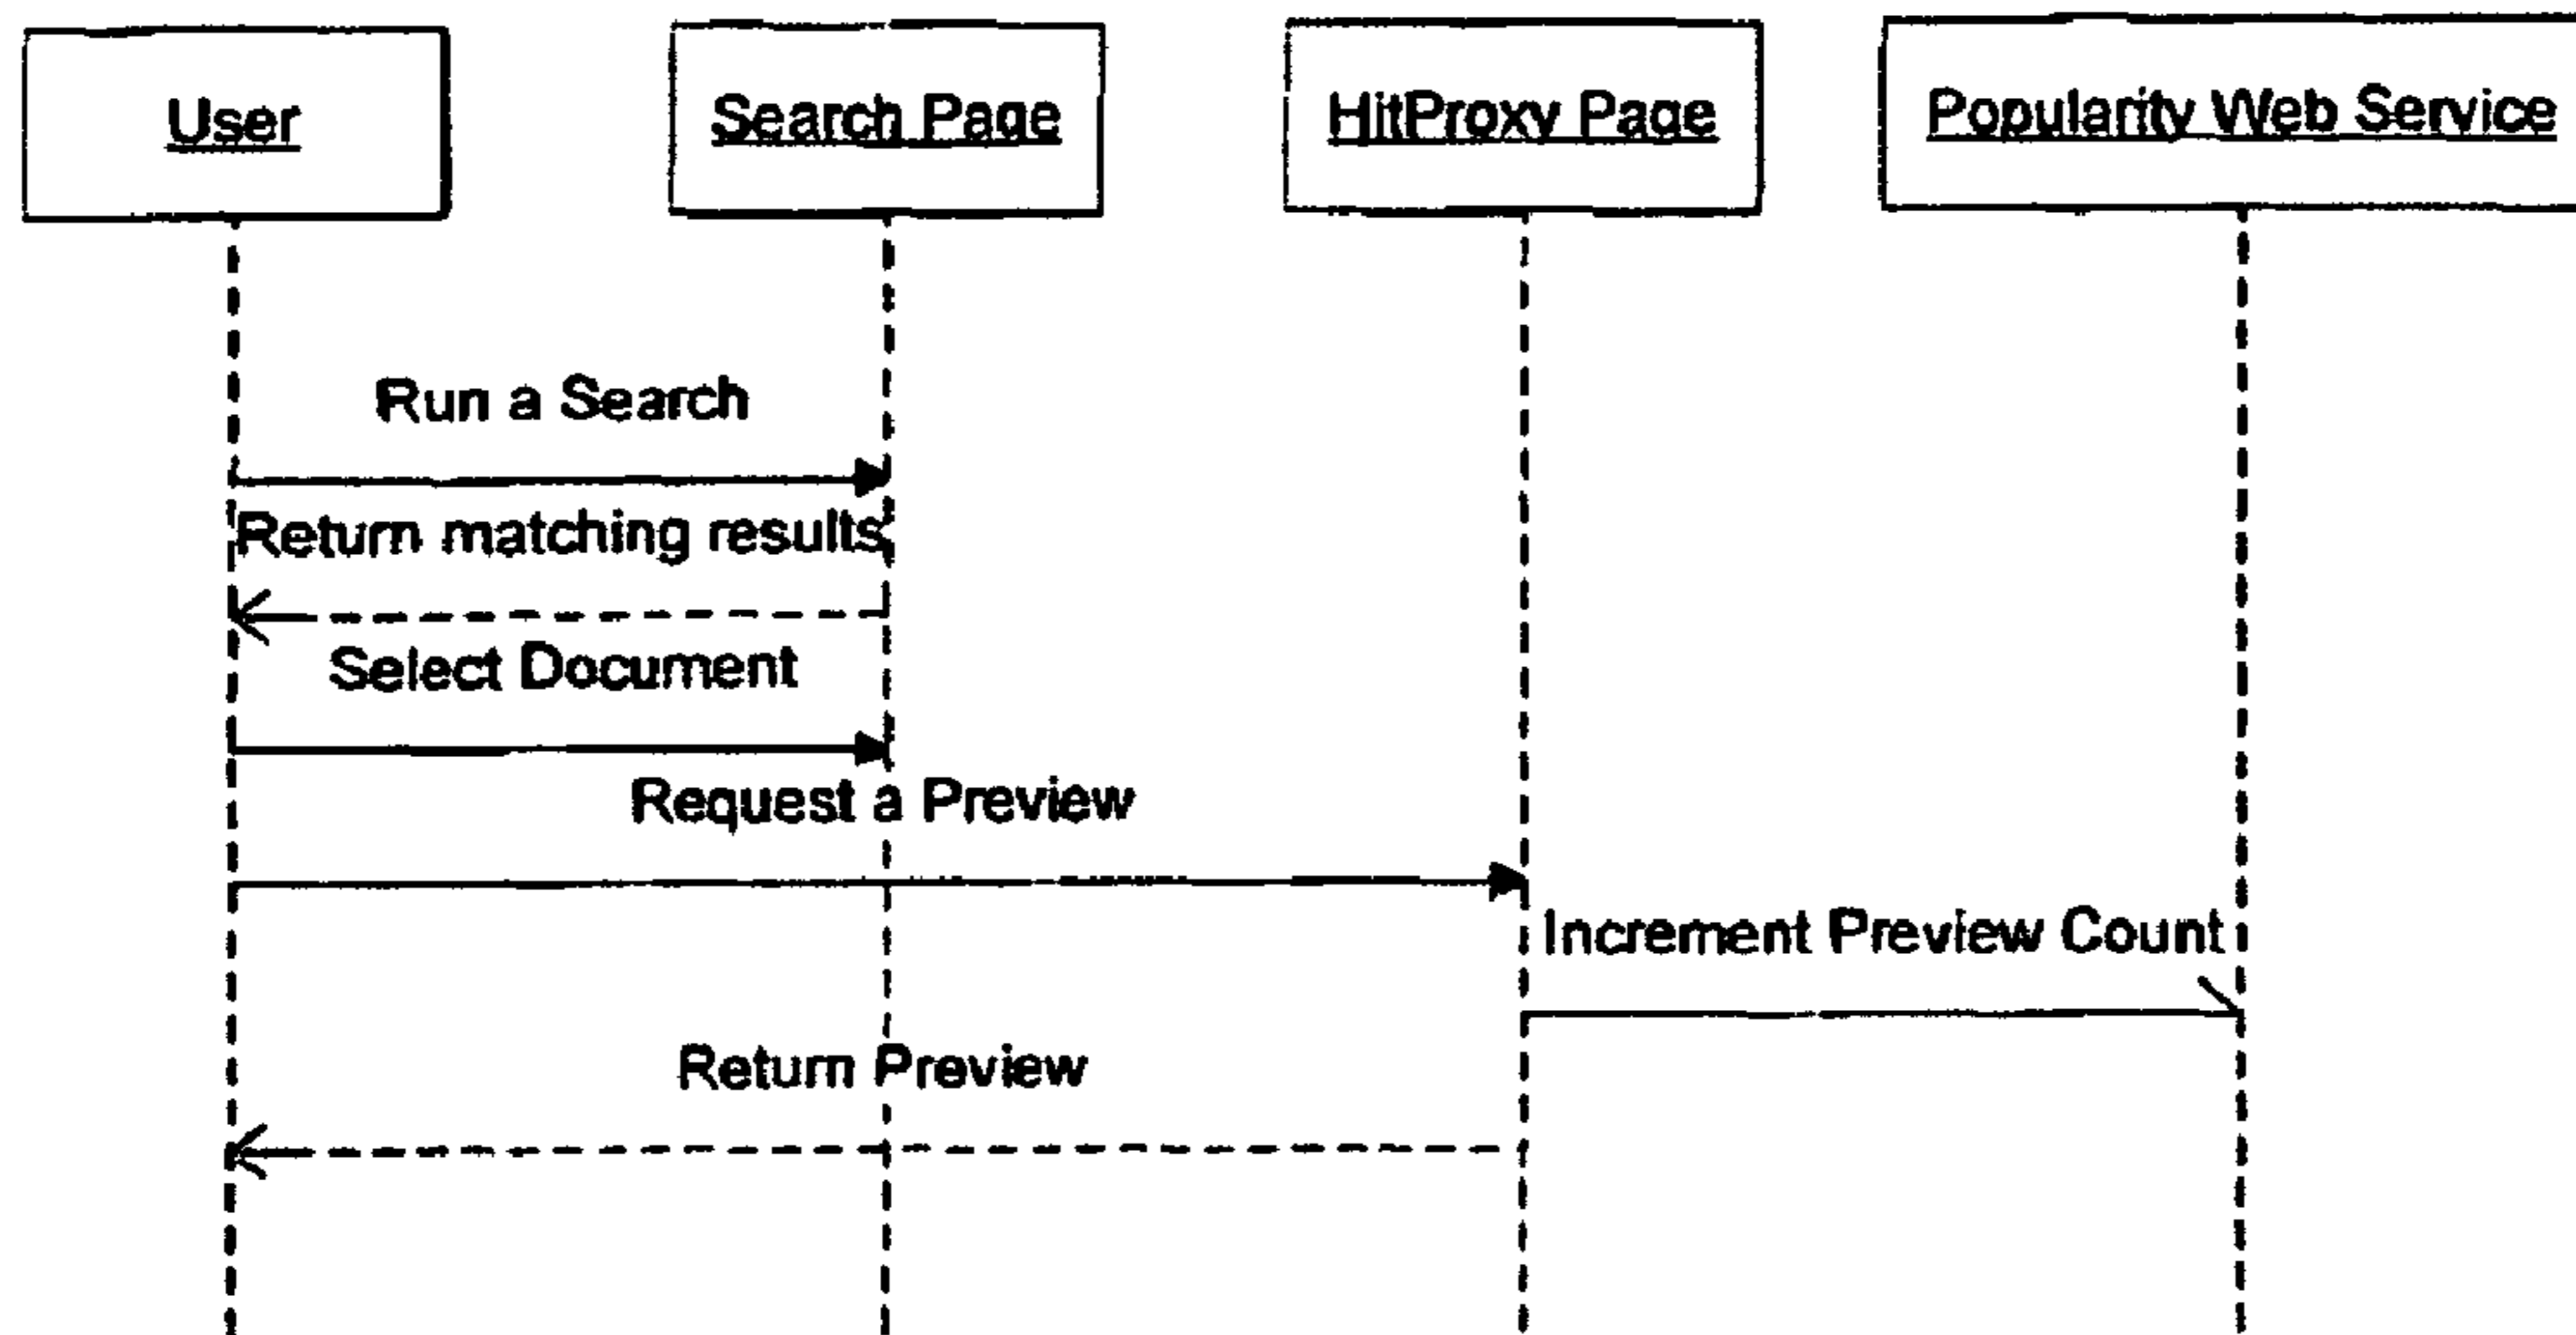 User
Search Page
HitProxy Page
Popularity Web Service
Run a Search
Return matching results
Select Document
Request a Preview
Increment Preview Count
Return Preview